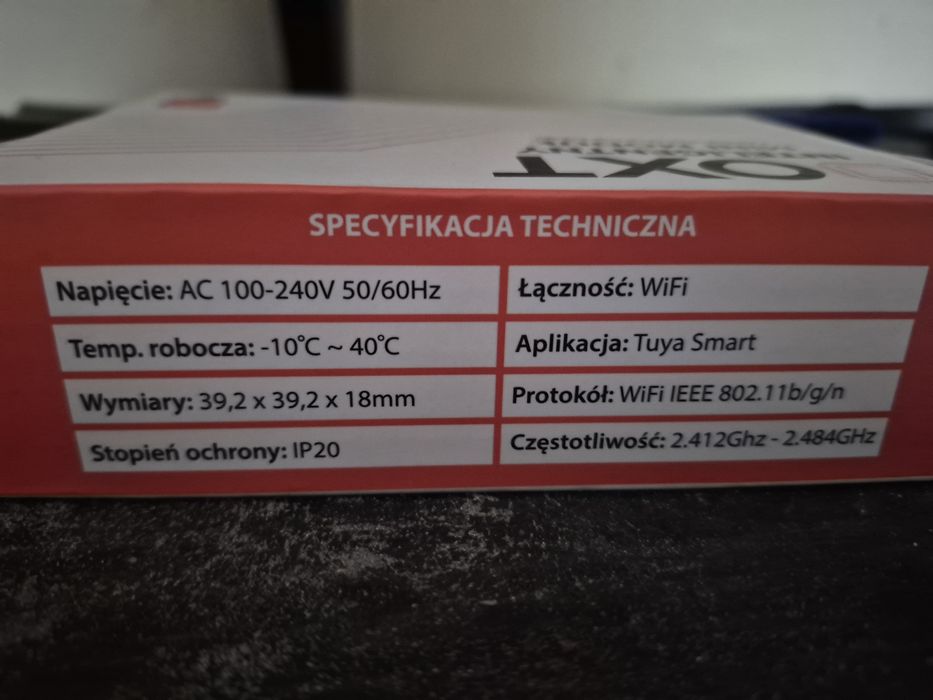 OXT
SPECYFIKACJA TECHNICZNA
Napięcie: AC 100-240V 50/60Hz
Temp. robocza: -10°C ~ 40°C
Wymiary: 39,2 x 39,2 x 18mm
Stopień ochrony: IP20
Łączność: WiFi
Aplikacja: Tuya Smart
Protokół: WiFi IEEE 802.11b/g/n
Częstotliwość: 2.412Ghz - 2.484GHz